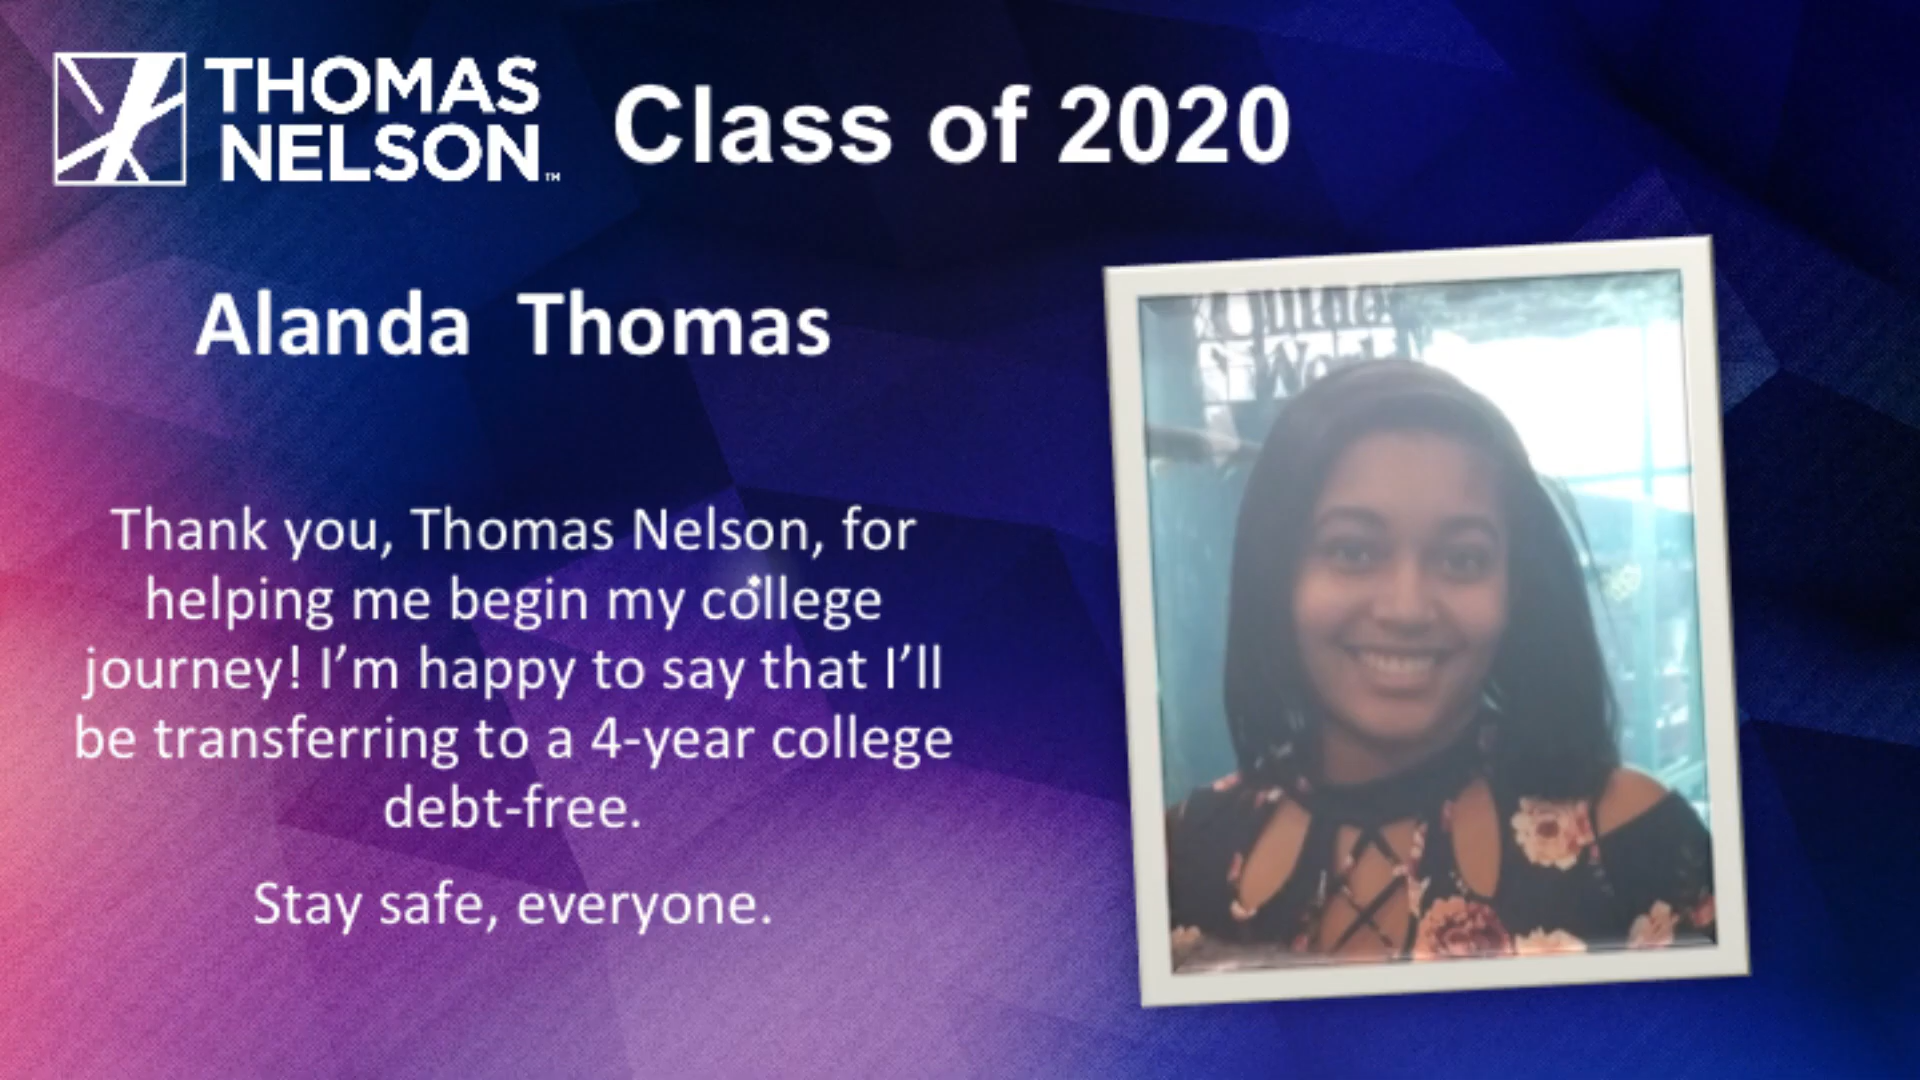 THOMAS
NELSON™
Class of 2020
Alanda Thomas
Thank you, Thomas Nelson, for
helping me begin my college
journey! I'm happy to say that I'll
be transferring to a 4-year college
debt-free.
Stay safe, everyone.